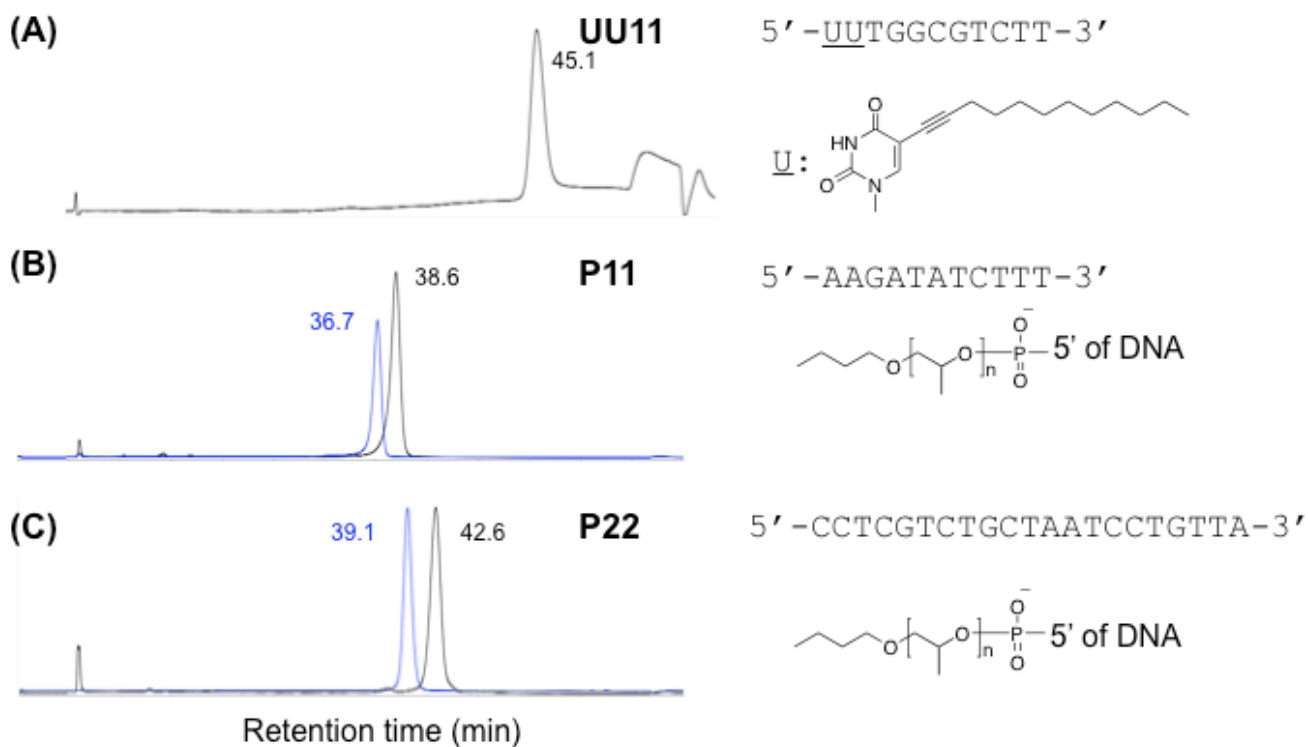 (A)
UU11
5’-UUTGGCGTCTT-3’
45.1
O
HN
U:
O
N
(B)
P11
5’-AAGATATCTTT-3’
38.6
36.7
O-
O
O
n
P
O
5’ of DNA
(C)
P22
5’-CCTCGTCTGCTAATCCTGTTA-3’
39.1
42.6
O-
O
O
n
P
O
5’ of DNA
Retention time (min)